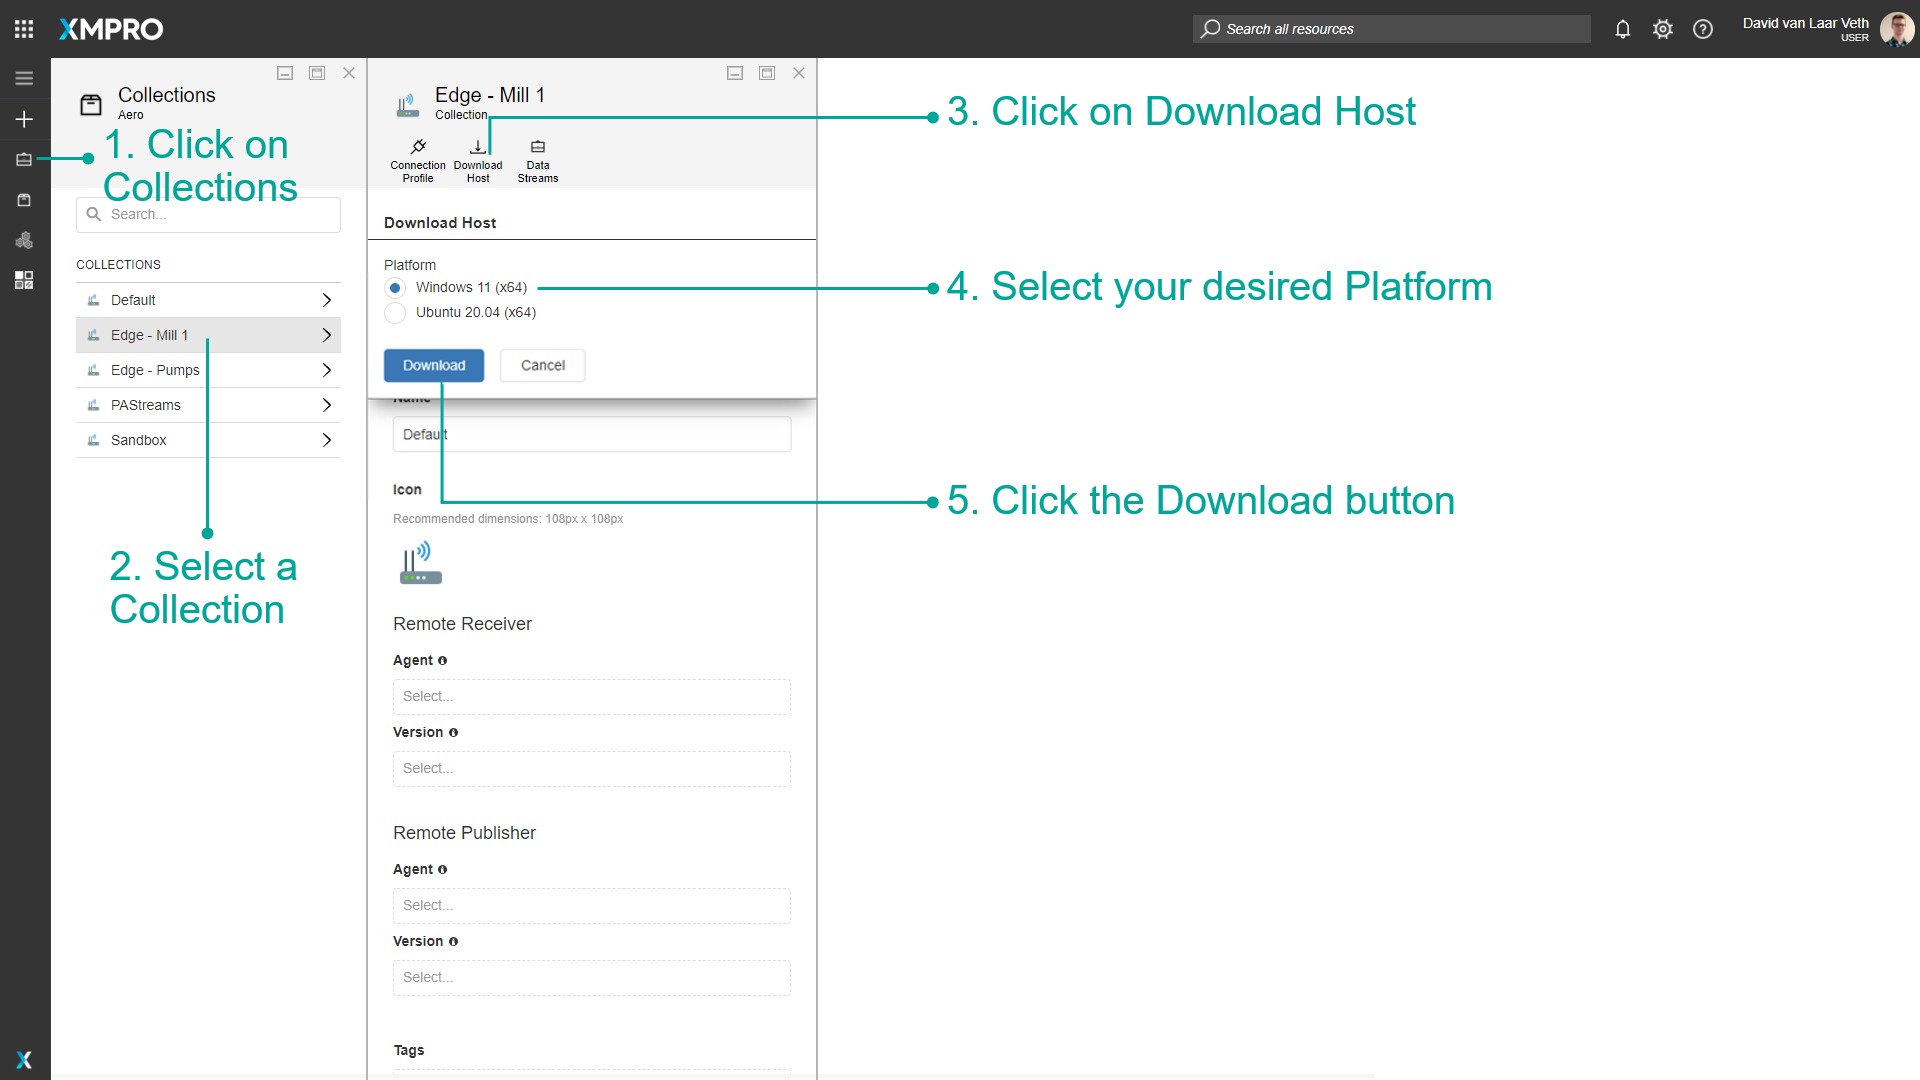 XMPRO
Search all resources
David van Laar Veth
USER
Collections
Aero
1. Click on
Collections
Search...
COLLECTIONS
Default
Edge - Mill 1
Edge - Pumps
PAStreams
Sandbox
2. Select a
Collection
Edge - Mill 1
Collection
Connection
Profile
Download
Host
Data
Streams
3. Click on Download Host
Download Host
Platform
Windows 11 (x64)
Ubuntu 20.04 (x64)
4. Select your desired Platform
Download
Cancel
Name
Default
5. Click the Download button
Icon
Recommended dimensions: 108px x 108px
Remote Receiver
Agent
Select...
Version
Select...
Remote Publisher
Agent
Select...
Version
Select...
Tags